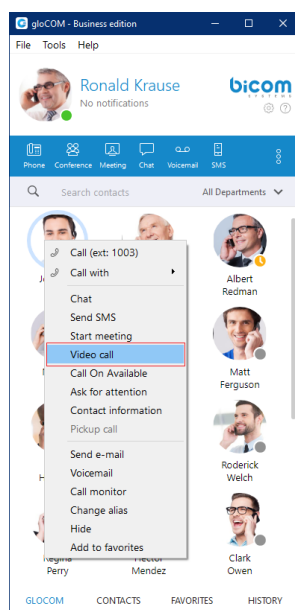 gloCOM - Business edition
File Tools Help
Ronald Krause
No notifications
bicom
SYSTEMS
Phone Conference Meeting Chat Voicemail SMS
Search contacts
All Departments
Call (ext: 1003)
Call with
Chat
Send SMS
Start meeting
Video call
Call On Available
Ask for attention
Contact information
Pickup call
Send e-mail
Voicemail
Call monitor
Change alias
Hide
Add to favorites
Albert
Redman
Matt
Ferguson
Roderick
Welch
Regina
Perry
Hector
Mendez
Clark
Owen
GLOCOM CONTACTS FAVORITES HISTORY